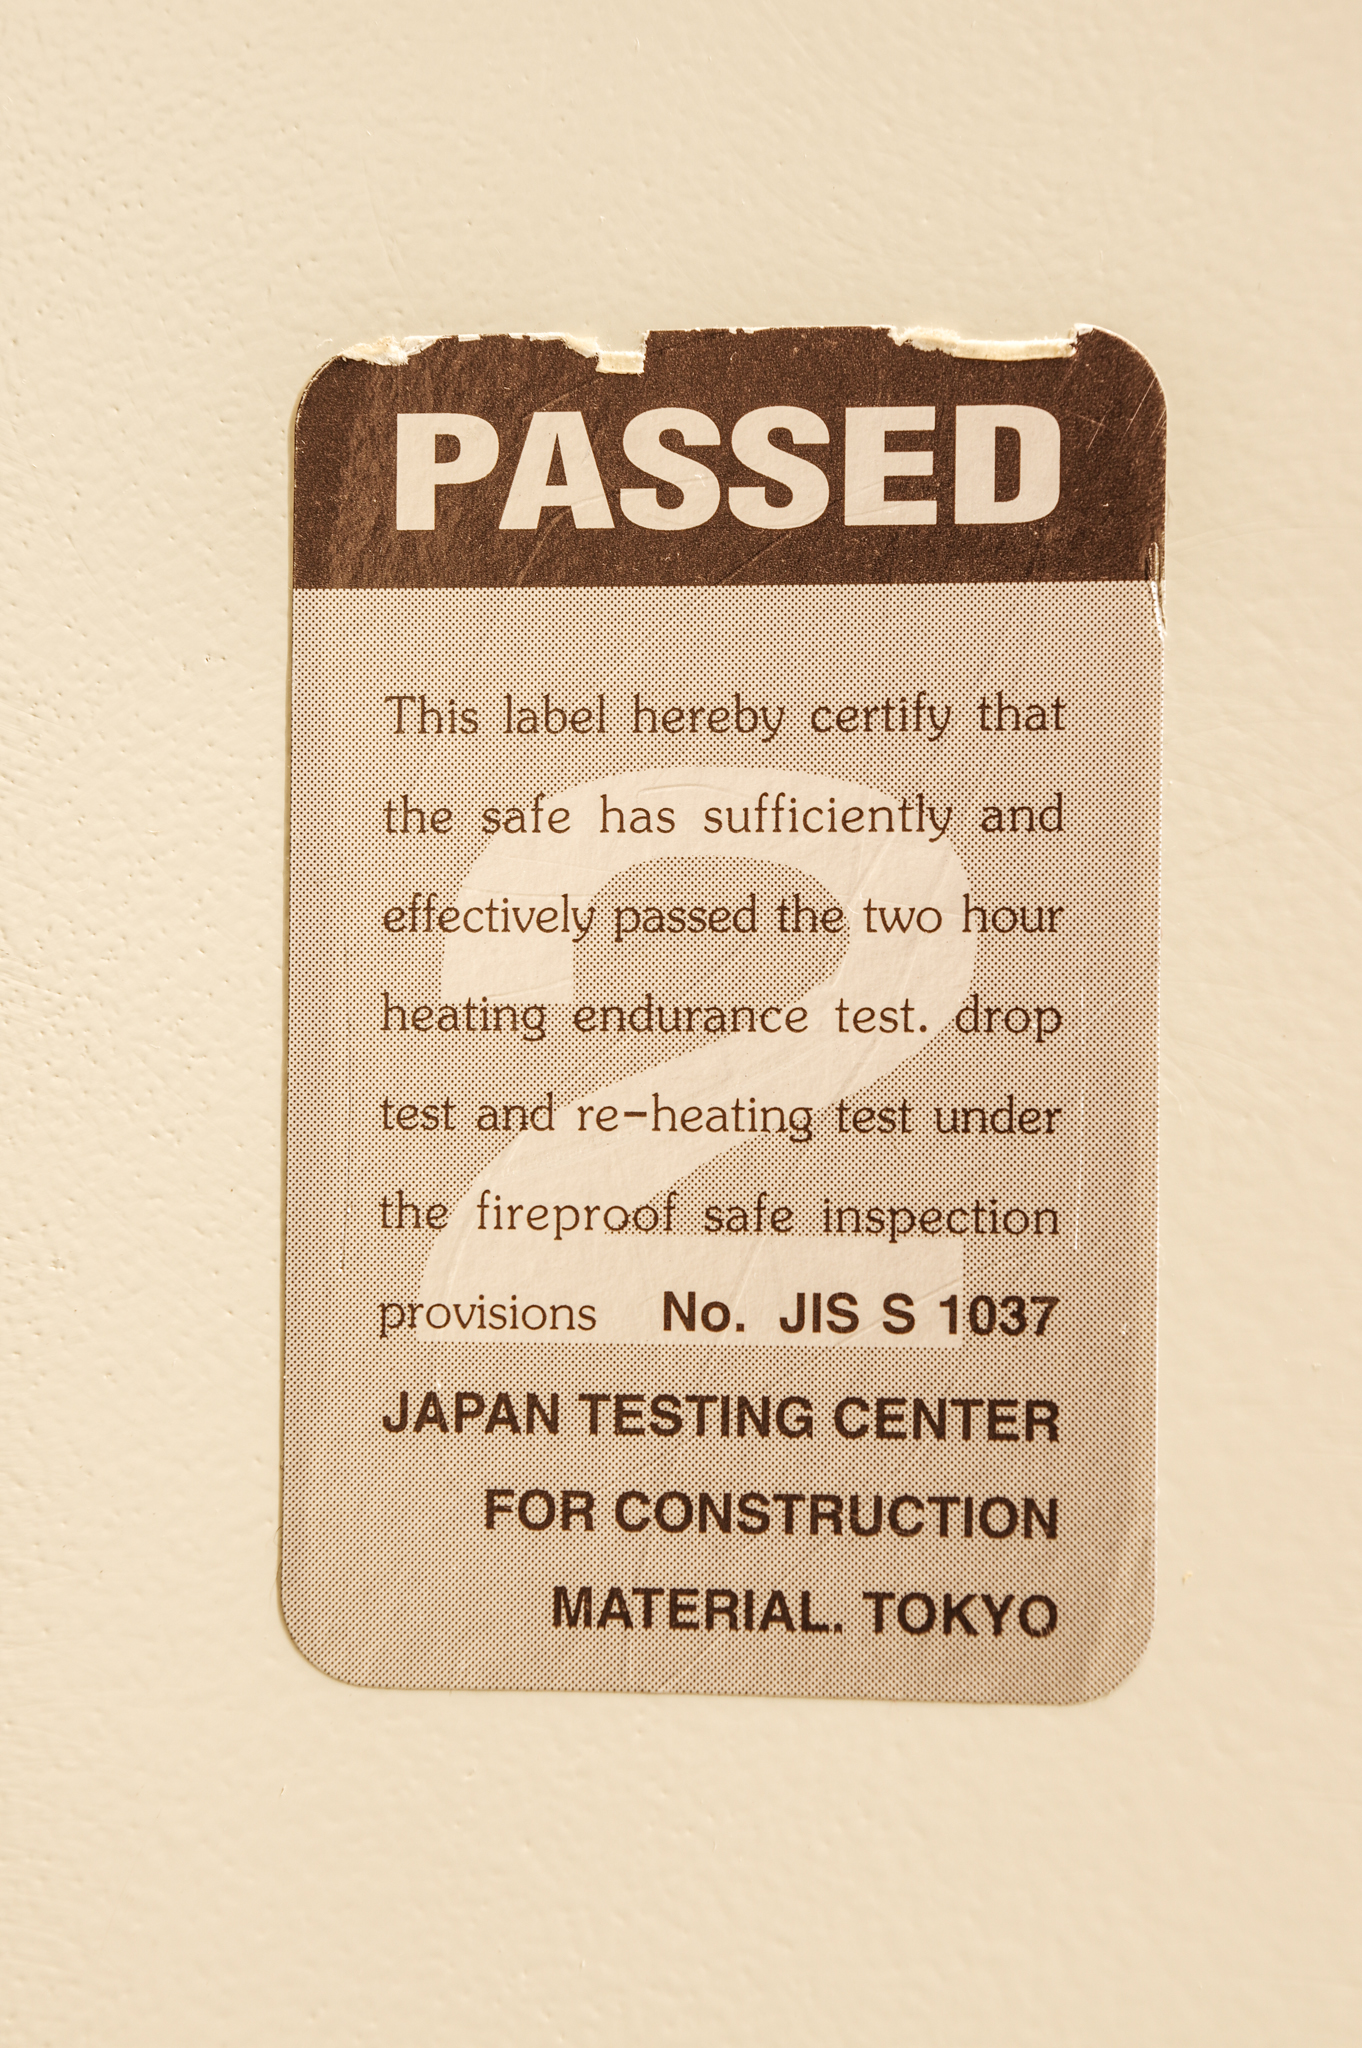 PASSED
This label hereby certify that
the safe has sufficiently and
effectively passed the two hour
heating endurance test. drop
test and re-heating test under
the fireproof safe inspection
provisions No. JIS S 1037
JAPAN TESTING CENTER
FOR CONSTRUCTION
MATERIAL. TOKYO
2